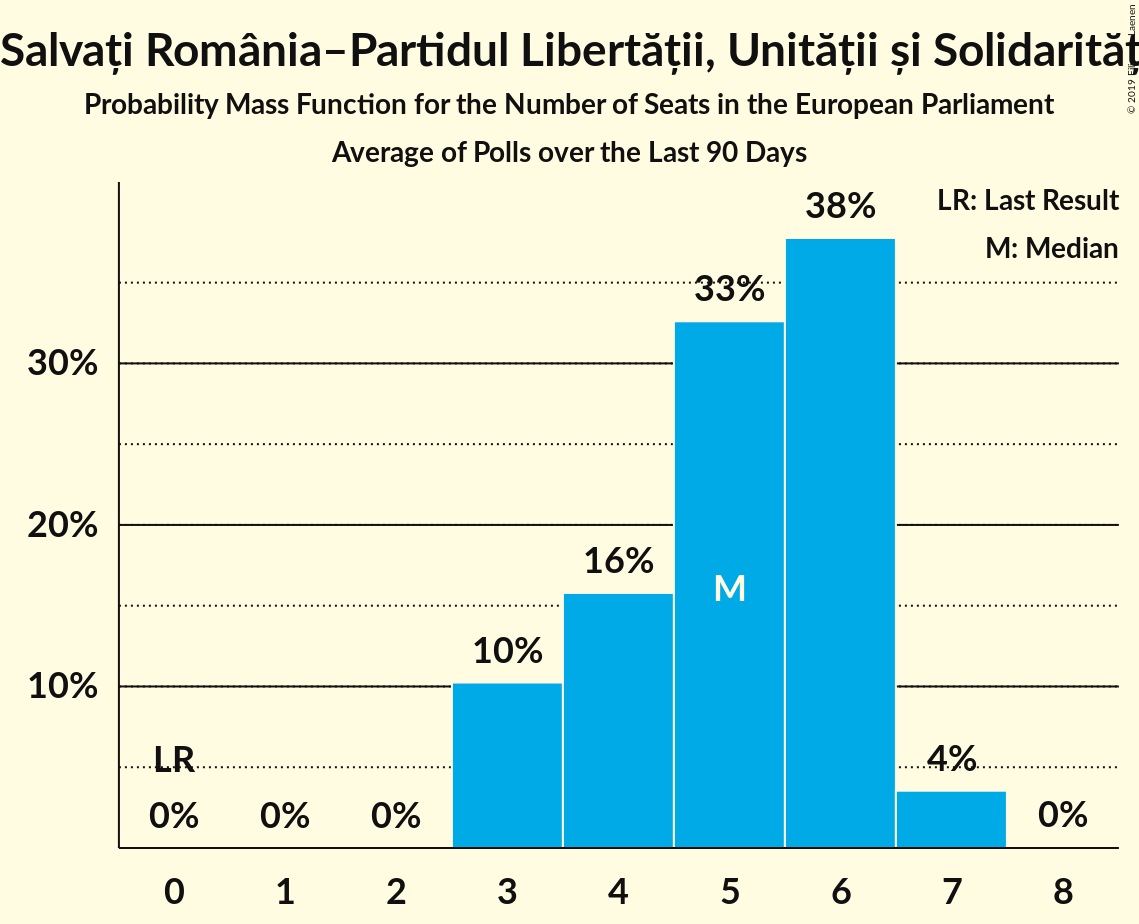 Salvați România–Partidul Libertății, Unității și Solidarităț
Probability Mass Function for the Number of Seats in the European Parliament
Average of Polls over the Last 90 Days
© 2019 Laenen
LR: Last Result
M: Median
38%
33%
30%
20%
16%
M
10%
10%
LR
4%
0%
0%
0%
0%
0 1 2 3 4 5 6 7 8